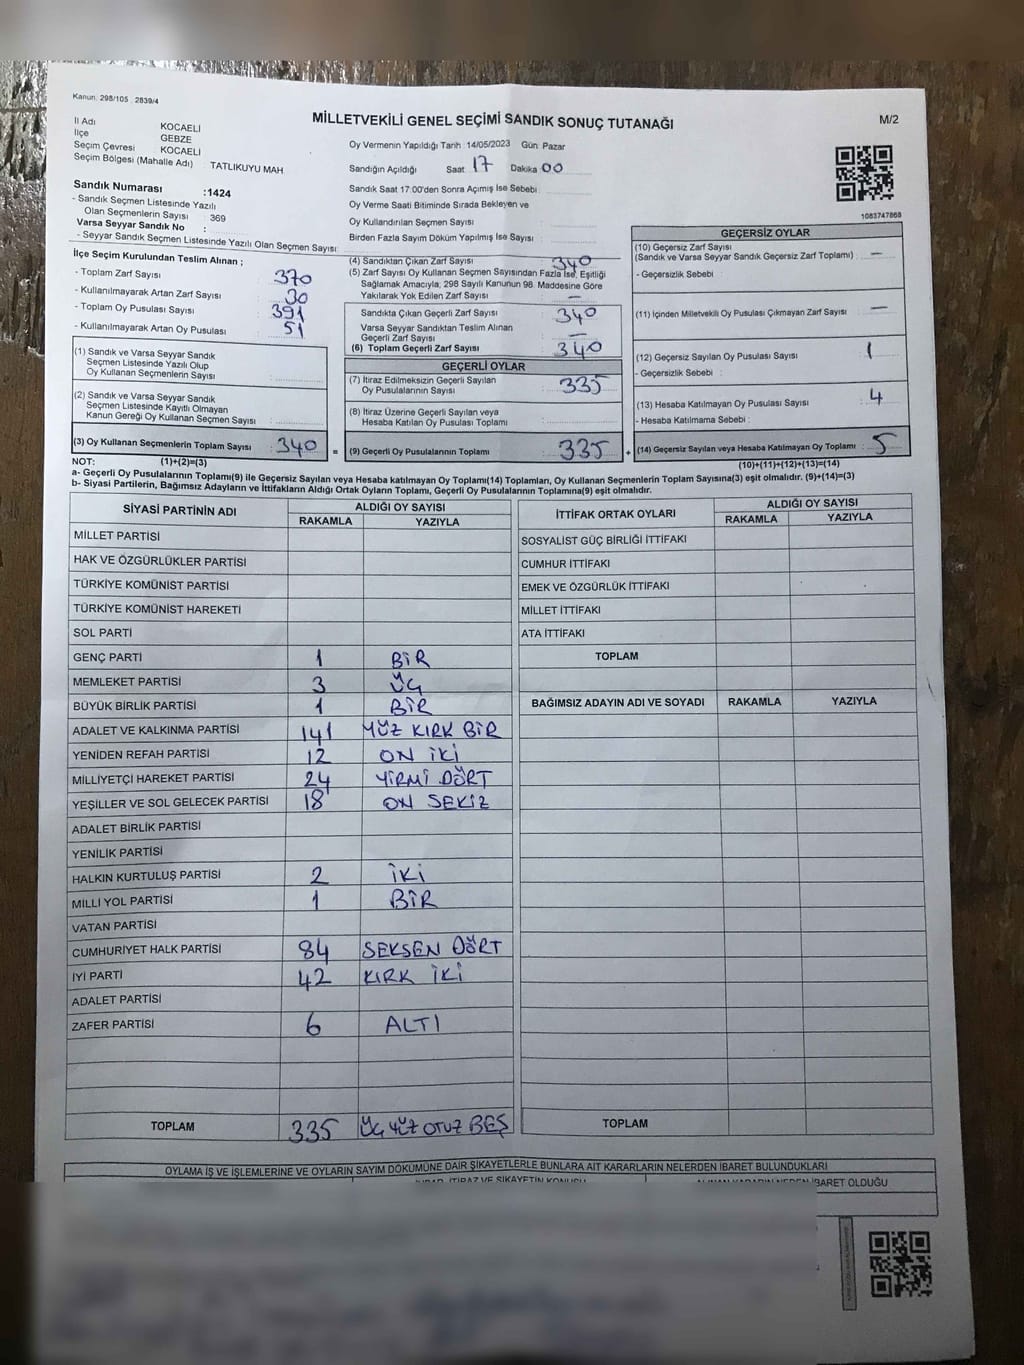 Kanun. 298/105 2839/4
MİLLETVEKİLİ GENEL SEÇİMİ SANDIK SONUÇ TUTANAĞI
M/2
İl Adı KOCAELİ
İlçe GEBZE
Seçim Çevresi KOCAELİ
Seçim Bölgesi (Mahalle Adı) TATLIKUYU MAH
Sandık Numarası :1424
- Sandık Seçmen Listesinde Yazılı
Olan Seçmenlerin Sayısı : 369
Varsa Seyyar Sandık No :
- Seyyar Sandık Seçmen Listesinde Yazılı Olan Seçmen Sayısı:
Oy Vermenin Yapıldığı Tarih :14/05/2023 Gün Pazar
Sandığın Açıldığı Saat 17 Dakika 00
Sandık Saat 17:00'den Sonra Açmış İse Sebebi :
Oy Verme Saati Bitiminde Sırada Bekleyen ve
Oy Kullandırılan Seçmen Sayısı :
Birden Fazla Sayım Döküm Yapılmış İse Sayısı :
1083747868
İlçe Seçim Kurulundan Teslim Alınan ;
- Toplam Zarf Sayısı : 370
- Kullanılmayarak Artan Zarf Sayısı : 30
- Toplam Oy Pusulası Sayısı : 391
- Kullanılmayarak Artan Oy Pusulası : 51
(1) Sandık ve Varsa Seyyar Sandık
Seçmen Listesinde Yazılı Olup
Oy Kullanan Seçmenlerin Sayısı :
(2) Sandık ve Varsa Seyyar Sandık
Seçmen Listesinde Kayıtlı Olmayan
Kanun Gereği Oy Kullanan Seçmen Sayısı :
(3) Oy Kullanan Seçmenlerin Toplam Sayısı : 340 =
(4) Sandıktan Çıkan Zarf Sayısı : 340
(5) Zarf Sayısı Oy Kullanan Seçmen Sayısından Fazla İse, Eşitliği
Sağlamak Amacıyla, 298 Sayılı Kanunun 98. Maddesine Göre
Yakılarak Yok Edilen Zarf Sayısı : —
Sandıkta Çıkan Geçerli Zarf Sayısı : 340
Varsa Seyyar Sandıktan Teslim Alınan
Geçerli Zarf Sayısı : —
(6) Toplam Geçerli Zarf Sayısı : 340
GEÇERLİ OYLAR
(7) İtiraz Edilmeksizin Geçerli Sayılan
Oy Pusulalarının Sayısı : 335
(8) İtiraz Üzerine Geçerli Sayılan veya
Hesaba Katılan Oy Pusulaları Toplamı :
(9) Geçerli Oy Pusulalarının Toplamı : 335 +
GEÇERSİZ OYLAR
(10) Geçersiz Zarf Sayısı
(Sandık ve Varsa Seyyar Sandık Geçersiz Zarf Toplamı) : —
- Geçersizlik Sebebi :
(11) İçinden Milletvekili Oy Pusulası Çıkmayan Zarf Sayısı : —
(12) Geçersiz Sayılan Oy Pusulası Sayısı : 1
- Geçersizlik Sebebi :
(13) Hesaba Katılmayan Oy Pusulası Sayısı : 4
- Hesaba Katılmama Sebebi :
(14) Geçersiz Sayılan veya Hesaba Katılmayan Oy Toplamı : 5
NOT: (1)+(2)=(3) (10)+(11)+(12)+(13)=(14)
a- Geçerli Oy Pusulalarının Toplamı(9) ile Geçersiz Sayılan veya Hesaba katılmayan Oy Toplamı(14) Toplamları, Oy Kullanan Seçmenlerin Toplam Sayısına(3) eşit olmalıdır. (9)+(14)=(3)
b- Siyasi Partilerin, Bağımsız Adayların ve İttifakların Aldığı Ortak Oyların Toplamı, Geçerli Oy Pusulalarının Toplamına(9) eşit olmalıdır.
SİYASİ PARTİNİN ADI ALDIĞI OY SAYISI
RAKAMLA YAZIYLA
MİLLET PARTİSİ
HAK VE ÖZGÜRLÜKLER PARTİSİ
TÜRKİYE KOMÜNİST PARTİSİ
TÜRKİYE KOMÜNİST HAREKETİ
SOL PARTİ
GENÇ PARTİ 1 BİR
MEMLEKET PARTİSİ 3 ÜÇ
BÜYÜK BİRLİK PARTİSİ 1 BİR
ADALET VE KALKINMA PARTİSİ 141 YÜZ KIRK BİR
YENİDEN REFAH PARTİSİ 12 ON İKİ
MİLLİYETÇİ HAREKET PARTİSİ 24 YİRMİ DÖRT
YEŞİLLER VE SOL GELECEK PARTİSİ 18 ON SEKİZ
ADALET BİRLİK PARTİSİ
YENİLİK PARTİSİ
HALKIN KURTULUŞ PARTİSİ 2 İKİ
MİLLİ YOL PARTİSİ 1 BİR
VATAN PARTİSİ
CUMHURİYET HALK PARTİSİ 84 SEKSEN DÖRT
İYİ PARTİ 42 KIRK İKİ
ADALET PARTİSİ
ZAFER PARTİSİ 6 ALTI
TOPLAM 335 ÜÇ YÜZ OTUZ BEŞ
İTTİFAK ORTAK OYLARI ALDIĞI OY SAYISI
RAKAMLA YAZIYLA
SOSYALİST GÜÇ BİRLİĞİ İTTİFAKI
CUMHUR İTTİFAKI
EMEK VE ÖZGÜRLÜK İTTİFAKI
MİLLET İTTİFAKI
ATA İTTİFAKI
TOPLAM
BAĞIMSIZ ADAYIN ADI VE SOYADI RAKAMLA YAZIYLA
TOPLAM
OYLAMA İŞ VE İŞLEMLERİNE VE OYLARIN SAYIM DÖKÜMÜNE DAİR ŞİKAYETLERLE BUNLARA AİT KARARLARIN NELERDEN İBARET BULUNDUKLARI
İTİRAZ VE ŞİKAYETİN KONUSU
İBARET OLDUĞU